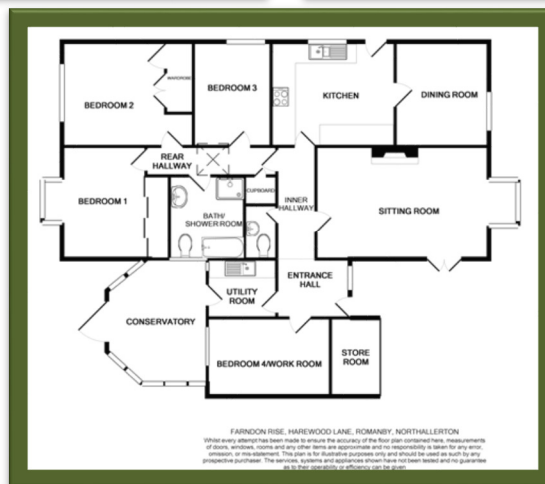 BEDROOM 2
WARDROBE
BEDROOM 3
KITCHEN
DINING ROOM
REAR
HALLWAY
BEDROOM 1
CUPBOARD
INNER
HALLWAY
SITTING ROOM
BATH/
SHOWER ROOM
ENTRANCE
HALL
UTILITY
ROOM
CONSERVATORY
BEDROOM 4/WORK ROOM
STORE
ROOM
FARNDON RISE, HAREWOOD LANE, ROMANBY, NORTHALLERTON
Whilst every attempt has been made to ensure the accuracy of the floor plan contained here, measurements
of doors, windows, rooms and any other items are approximate and no responsibility is taken for any error,
omission, or mis-statement. This plan is for illustrative purposes only and should be used as such by any
prospective purchaser. The services, systems and appliances shown have not been tested and no guarantee
as to their operability or efficiency can be given